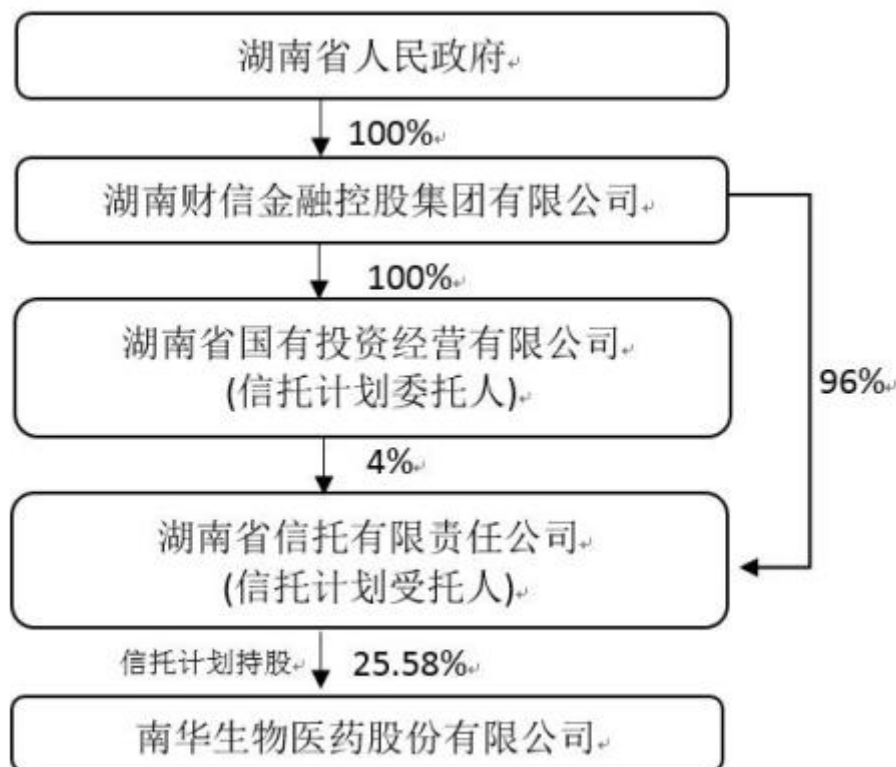 湖南省人民政府
100%
湖南财信金融控股集团有限公司
100%
湖南省国有投资经营有限公司
(信托计划委托人)
96%
4%
湖南省信托有限责任公司
(信托计划受托人)
信托计划持股 25.58%
南华生物医药股份有限公司